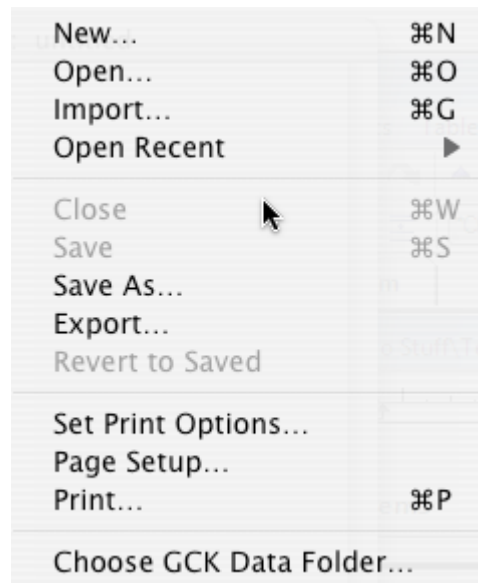 New... ⌘N
Open... ⌘O
Import... ⌘G
Open Recent
Close ⌘W
Save ⌘S
Save As...
Export...
Revert to Saved
Set Print Options...
Page Setup...
Print... ⌘P
Choose GCK Data Folder...